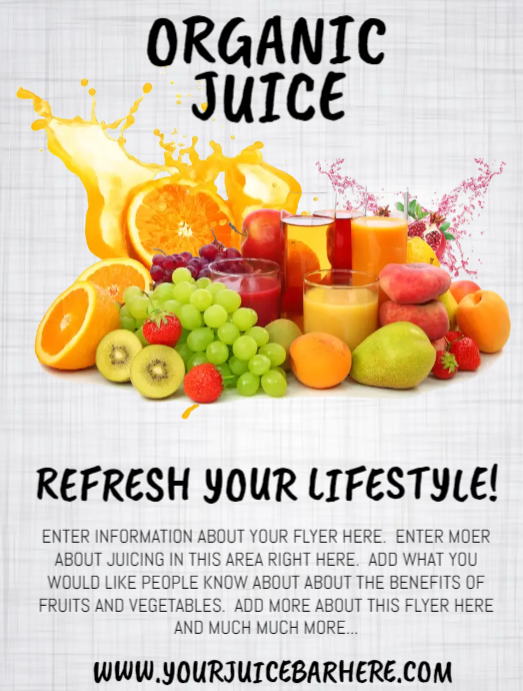 ORGANIC
JUICE
REFRESH YOUR LIFESTYLE!
ENTER INFORMATION ABOUT YOUR FLYER HERE. ENTER MOER
ABOUT JUICING IN THIS AREA RIGHT HERE. ADD WHAT YOU
WOULD LIKE PEOPLE KNOW ABOUT ABOUT THE BENEFITS OF
FRUITS AND VEGETABLES. ADD MORE ABOUT THIS FLYER HERE
AND MUCH MUCH MORE...
WWW.YOURJUICEBARHERE.COM